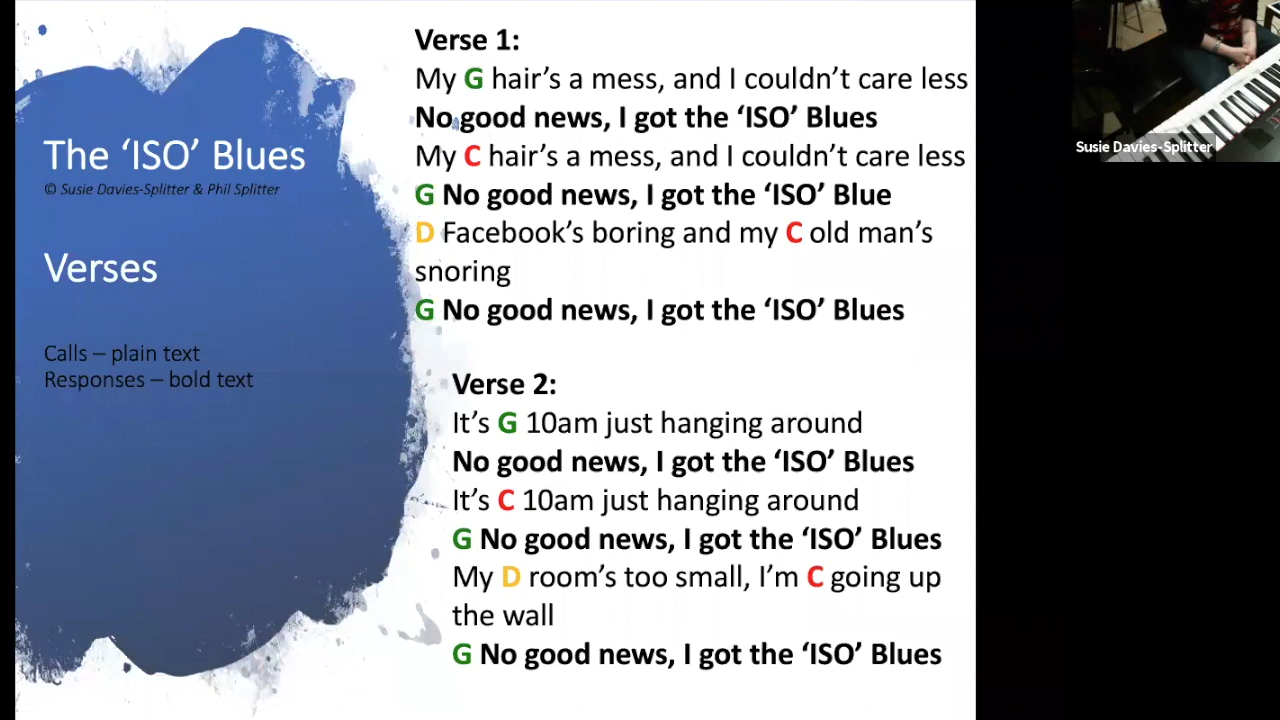 The ‘ISO’ Blues
© Susie Davies-Splitter & Phil Splitter
Verses
Calls – plain text
Responses – bold text
Verse 1:
My G hair’s a mess, and I couldn’t care less
No good news, I got the ‘ISO’ Blues
My C hair’s a mess, and I couldn’t care less
G No good news, I got the ‘ISO’ Blue
D Facebook’s boring and my C old man’s
snoring
G No good news, I got the ‘ISO’ Blues
Verse 2:
It’s G 10am just hanging around
No good news, I got the ‘ISO’ Blues
It’s C 10am just hanging around
G No good news, I got the ‘ISO’ Blues
My D room’s too small, I’m C going up
the wall
G No good news, I got the ‘ISO’ Blues
Susie Davies-Splitter